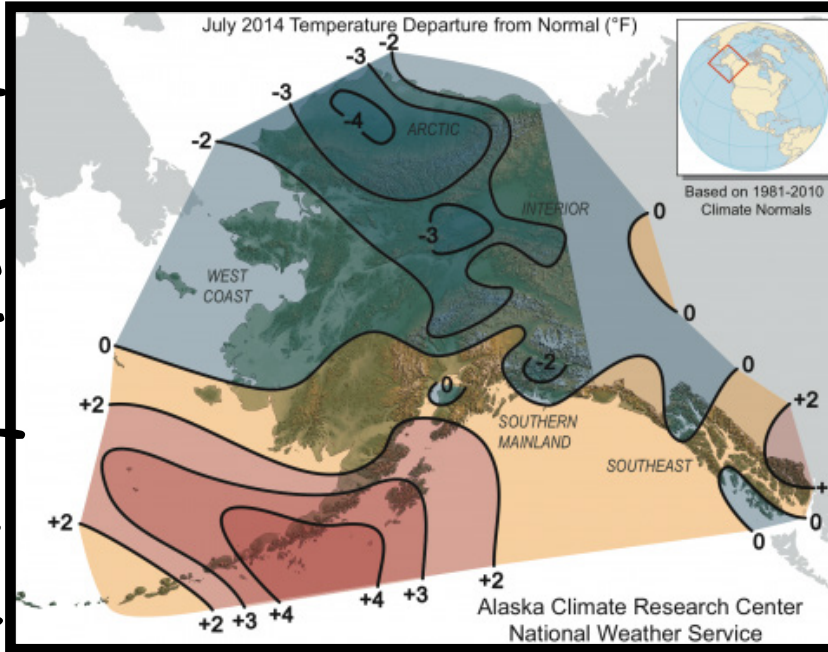 July 2014 Temperature Departure from Normal (°F)
-2
-3
-3
-4
ARCTIC
-2
Based on 1981-2010
Climate Normals
INTERIOR
0
-3
WEST
COAST
0
0
-2
0
0
+2
+2
SOUTHERN
MAINLAND
SOUTHEAST
+
+2
0
0
+2
+4
+3
+4
+3
+2
Alaska Climate Research Center
National Weather Service